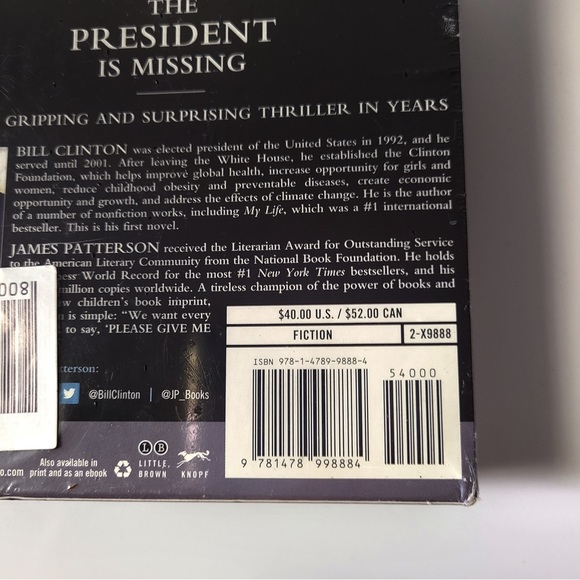 THE
PRESIDENT
IS MISSING
GRIPPING AND SURPRISING THRILLER IN YEARS
BILL CLINTON was elected president of the United States in 1992, and he
served until 2001. After leaving the White House, he established the Clinton
Foundation, which helps improve global health, increase opportunity for girls and
women, reduce childhood obesity and preventable diseases, create economic
opportunity and growth, and address the effects of climate change. He is the author
of a number of nonfiction works, including My Life, which was a #1 international
bestseller. This is his first novel.
JAMES PATTERSON received the Literarian Award for Outstanding Service
to the American Literary Community from the National Book Foundation. He holds
World Record for the most #1 New York Times bestsellers, and his
million copies worldwide. A tireless champion of the power of books and
children's book imprint,
is simple: “We want every
to say, ‘PLEASE GIVE ME
008
$40.00 U.S. / $52.00 CAN
FICTION 2-X9888
ISBN 978-1-4789-9888-4
54000
9 781478 998884
@BillClinton | @JP_Books
Also available in
print and as an ebook
LB
LITTLE,
BROWN
KNOPF